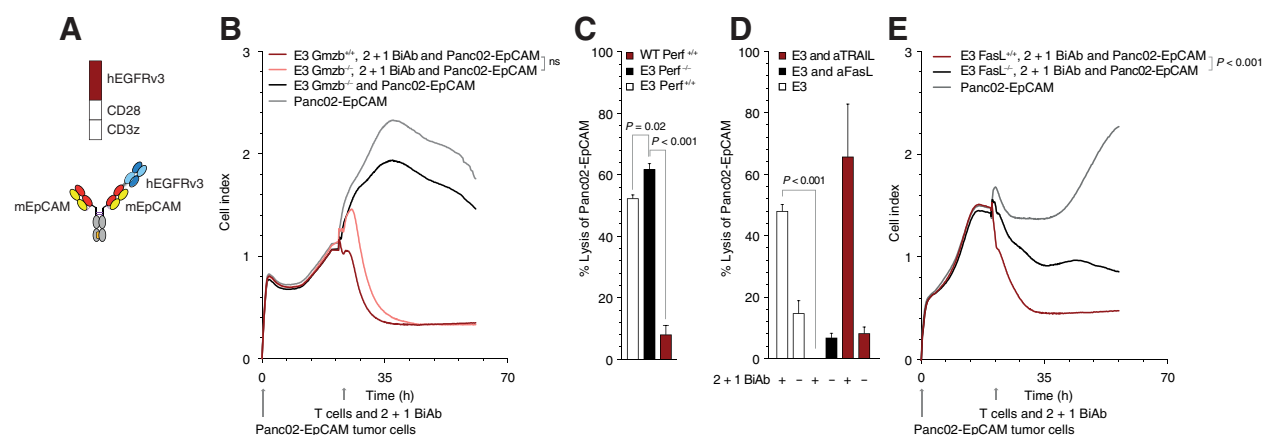 A
hEGFRv3
CD28
CD3z
hEGFRv3
mEpCAM
mEpCAM
B
E3 Gmzb+/+, 2 + 1 BiAb and Panc02-EpCAM
E3 Gmzb-/-, 2 + 1 BiAb and Panc02-EpCAM
E3 Gmzb-/- and Panc02-EpCAM
Panc02-EpCAM
ns
Cell index
3
2
1
0
0
35
70
Time (h)
T cells and 2 + 1 BiAb
Panc02-EpCAM tumor cells
C
WT Perf +/+
E3 Perf-/-
E3 Perf+/+
P = 0.02
P < 0.001
% Lysis of Panc02-EpCAM
100
80
60
40
20
0
D
E3 and aTRAIL
E3 and aFasL
E3
P < 0.001
% Lysis of Panc02-EpCAM
100
80
60
40
20
0
2 + 1 BiAb + – + – + –
E
E3 FasL+/+, 2 + 1 BiAb and Panc02-EpCAM
E3 FasL-/-, 2 + 1 BiAb and Panc02-EpCAM
Panc02-EpCAM
P < 0.001
Cell index
3
2
1
0
0
35
70
Time (h)
T cells and 2 + 1 BiAb
Panc02-EpCAM tumor cells